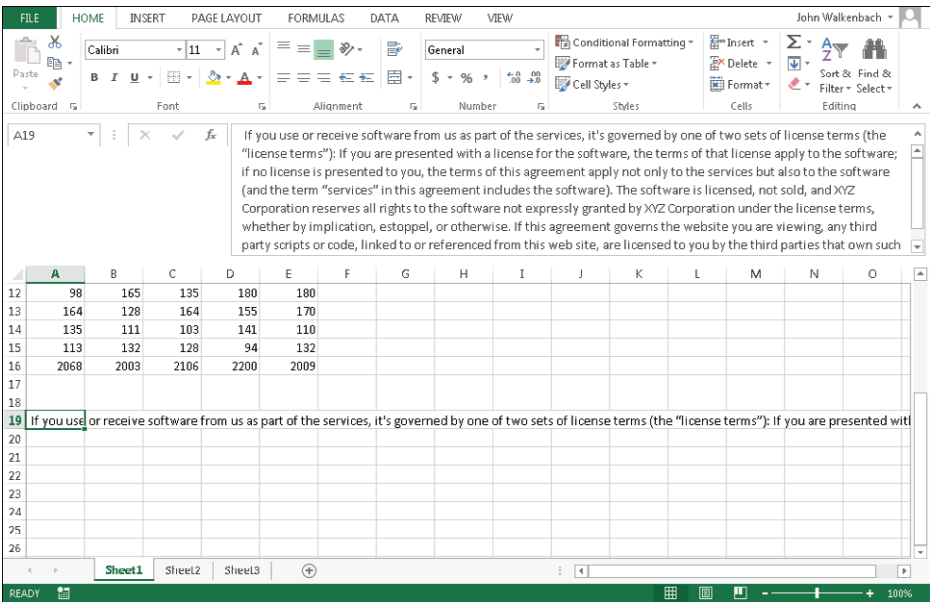 FILE HOME INSERT PAGE LAYOUT FORMULAS DATA REVIEW VIEW John Walkenbach
Calibri 11 A A General Conditional Formatting Insert Σ A Z
Paste Format as Table Delete Sort & Find &
B I U A $ % , .0 .00 .00 .0 Cell Styles Format Filter Select
Clipboard Font Alignment Number Styles Cells Editing
A19 fx If you use or receive software from us as part of the services, it's governed by one of two sets of license terms (the
“license terms”): If you are presented with a license for the software, the terms of that license apply to the software;
if no license is presented to you, the terms of this agreement apply not only to the services but also to the software
(and the term “services” in this agreement includes the software). The software is licensed, not sold, and XYZ
Corporation reserves all rights to the software not expressly granted by XYZ Corporation under the license terms,
whether by implication, estoppel, or otherwise. If this agreement governs the website you are viewing, any third
party scripts or code, linked to or referenced from this web site, are licensed to you by the third parties that own such
A B C D E F G H I J K L M N O
12 98 165 135 180 180
13 164 128 164 155 170
14 135 111 103 141 110
15 113 132 128 94 132
16 2068 2003 2106 2200 2009
17
18
19 If you use or receive software from us as part of the services, it's governed by one of two sets of license terms (the “license terms”): If you are presented with
20
21
22
23
24
25
26
Sheet1 Sheet2 Sheet3
READY 100%